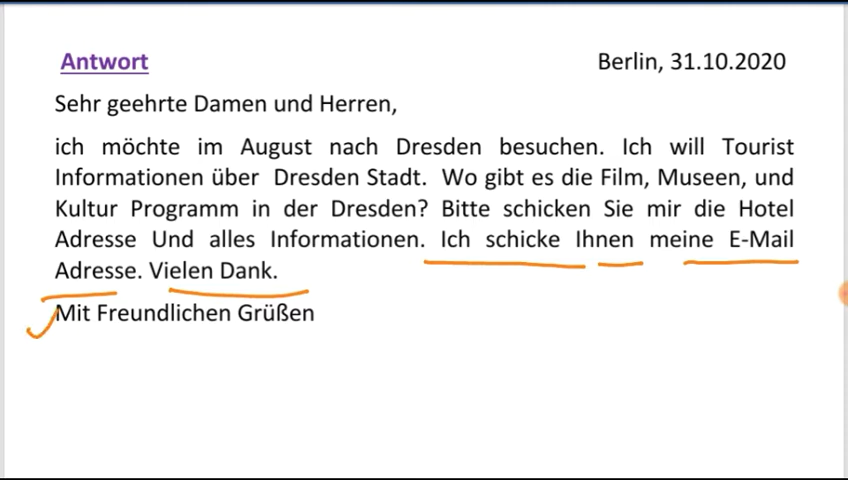 Antwort Berlin, 31.10.2020
Sehr geehrte Damen und Herren,
ich möchte im August nach Dresden besuchen. Ich will Tourist
Informationen über Dresden Stadt. Wo gibt es die Film, Museen, und
Kultur Programm in der Dresden? Bitte schicken Sie mir die Hotel
Adresse Und alles Informationen. Ich schicke Ihnen meine E-Mail
Adresse. Vielen Dank.
Mit Freundlichen Grüßen